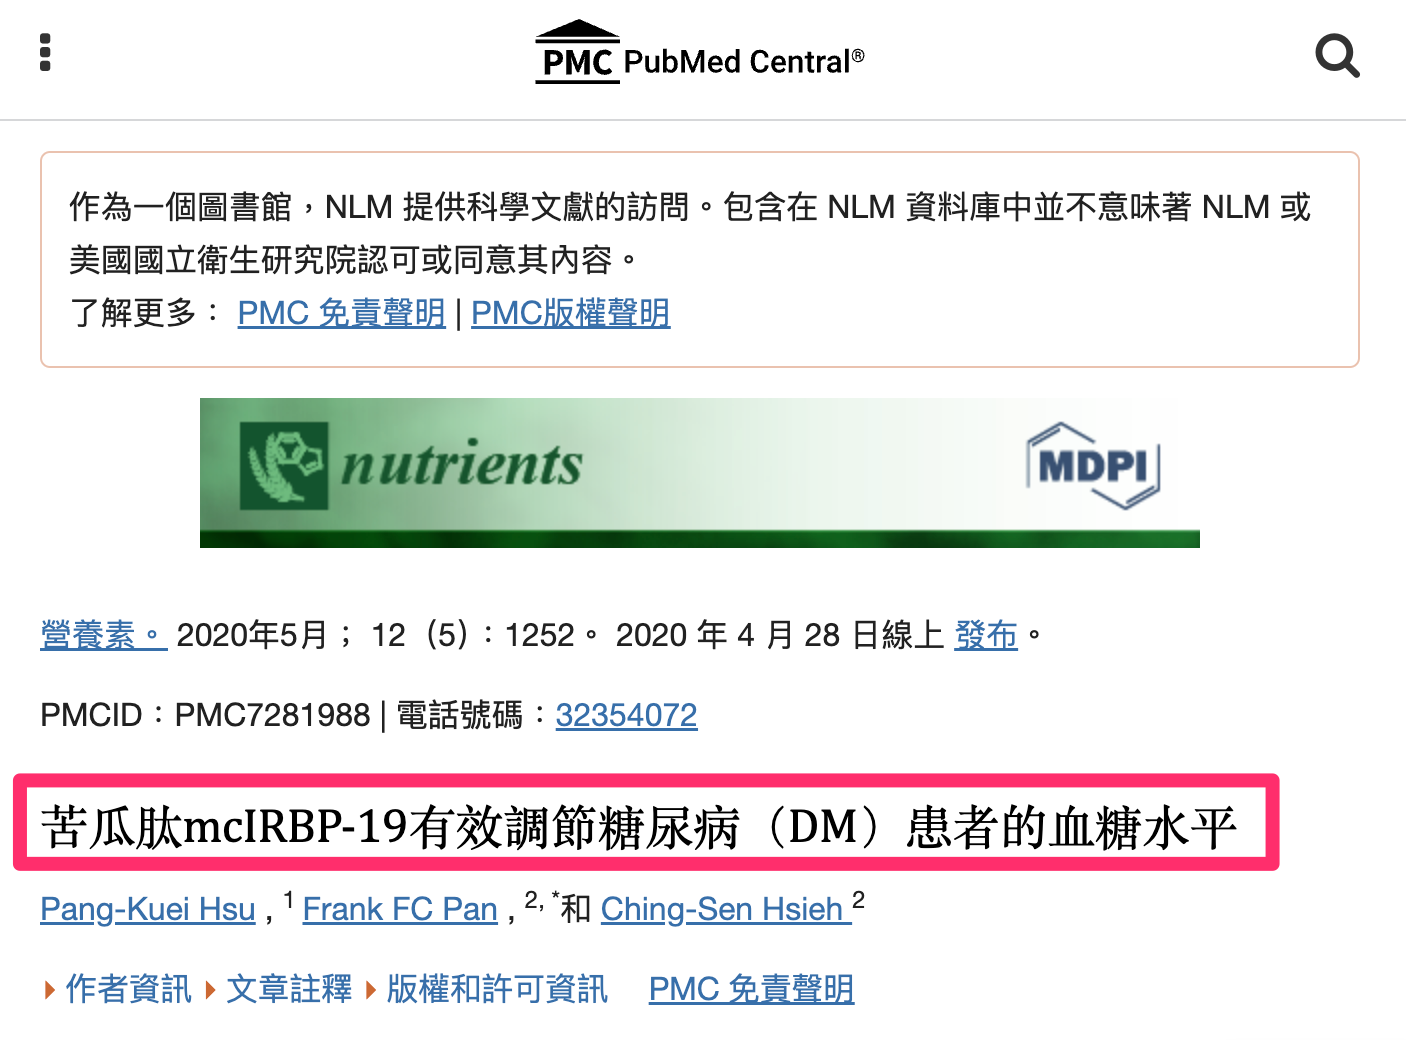 PMC PubMed Central®
作為一個圖書館，NLM 提供科學文獻的訪問。包含在 NLM 資料庫中並不意味著 NLM 或
美國國立衛生研究院認可或同意其內容。
了解更多： PMC 免責聲明 | PMC版權聲明
nutrients MDPI
營養素。 2020年5月； 12（5）：1252。 2020 年 4 月 28 日線上 發布。
PMCID：PMC7281988 | 電話號碼：32354072
苦瓜肽mcIRBP-19有效調節糖尿病（DM）患者的血糖水平
Pang-Kuei Hsu , 1 Frank FC Pan , 2, *和 Ching-Sen Hsieh 2
作者資訊 文章註釋 版權和許可資訊 PMC 免責聲明